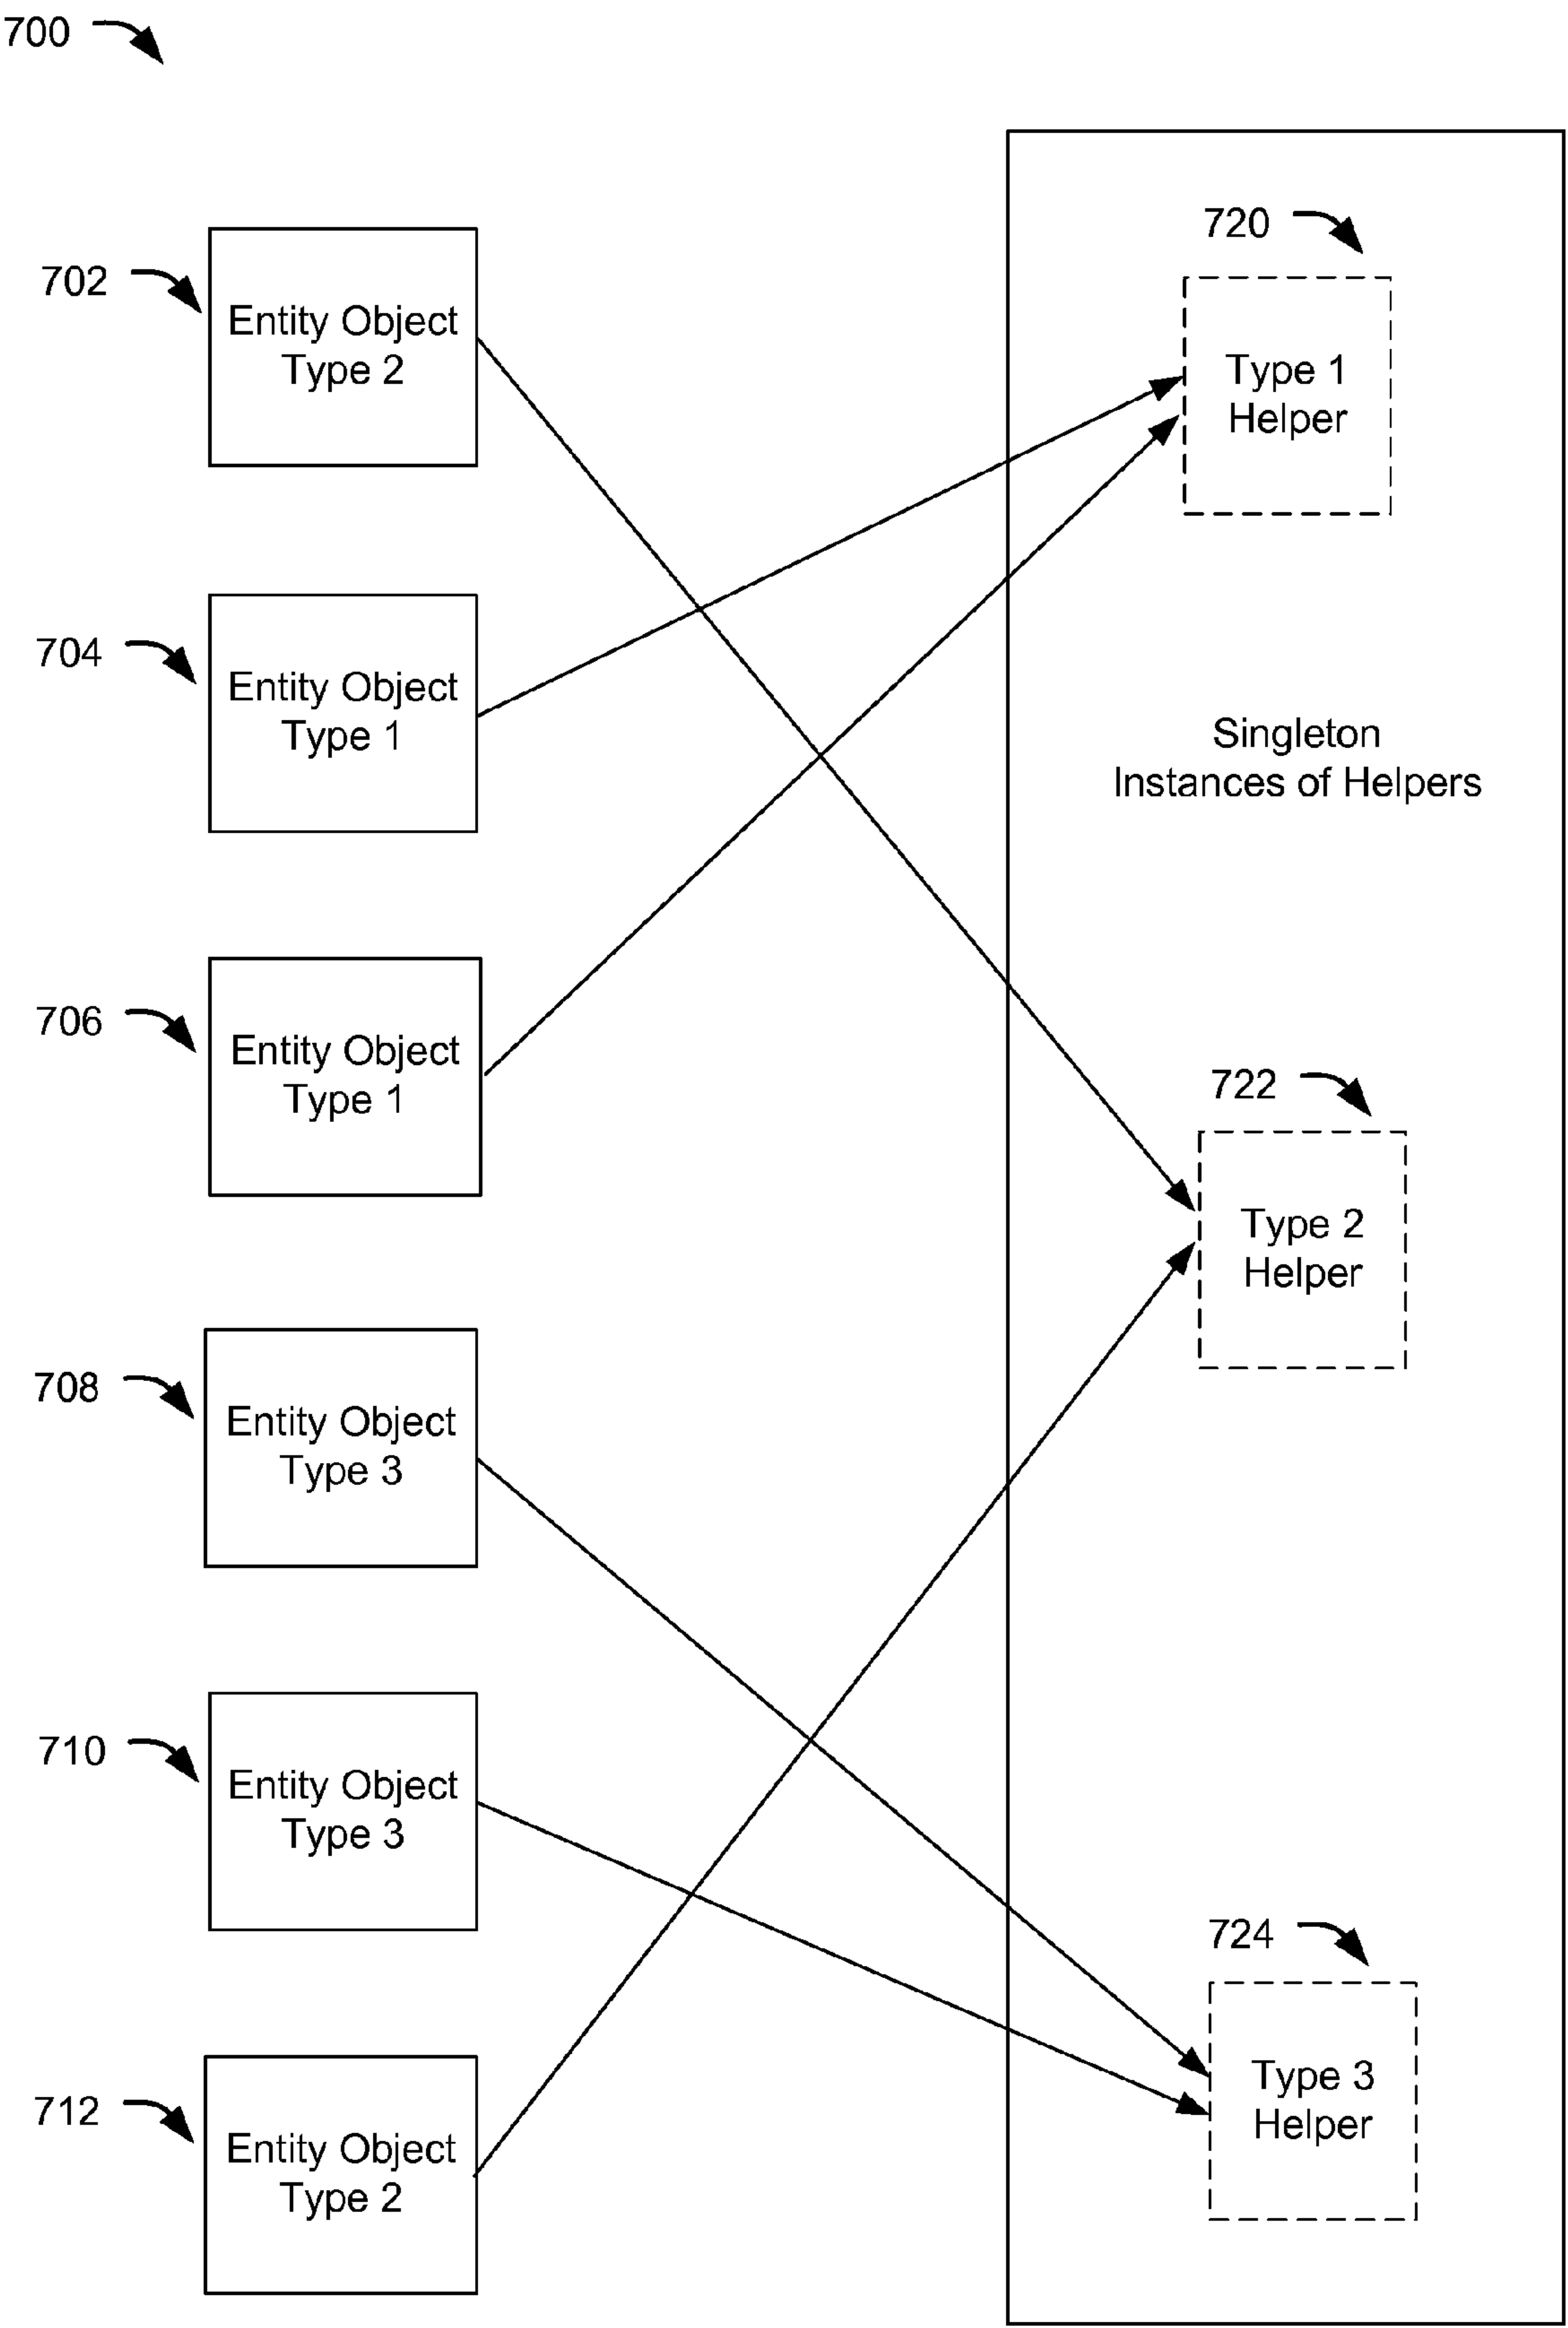 700
720
702
Entity Object
Type 2
Type 1
Helper
704
Entity Object
Type 1
Singleton
Instances of Helpers
706
Entity Object
Type 1
722
Type 2
Helper
708
Entity Object
Type 3
710
Entity Object
Type 3
724
Type 3
Helper
712
Entity Object
Type 2